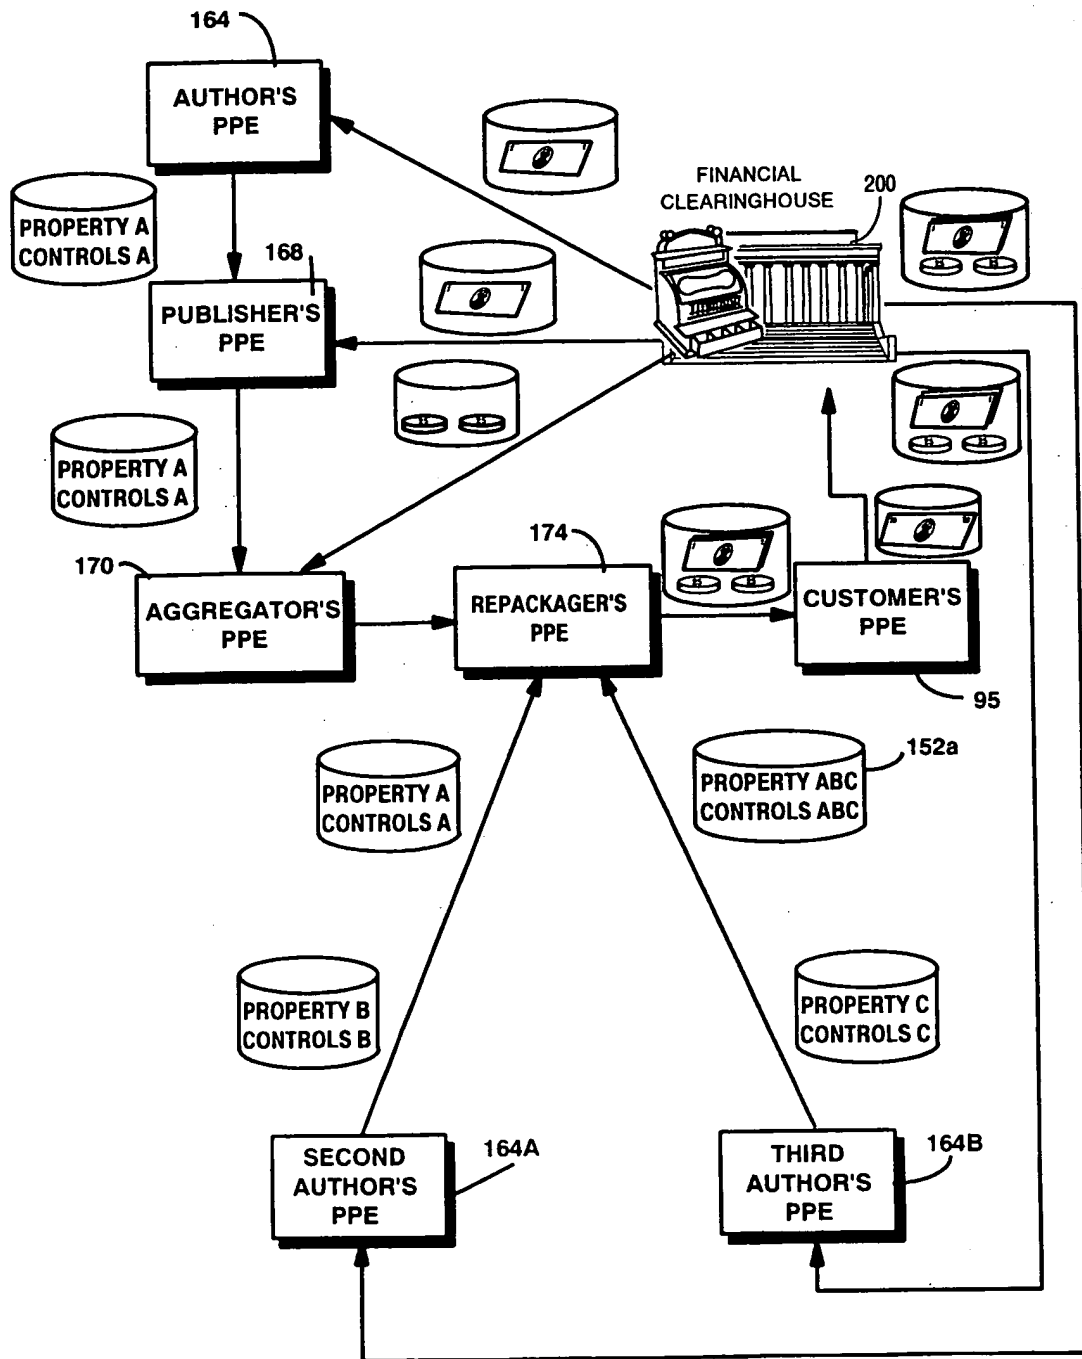 164
AUTHOR'S
PPE
PROPERTY A
CONTROLS A
FINANCIAL
CLEARINGHOUSE
200
168
PUBLISHER'S
PPE
PROPERTY A
CONTROLS A
170
AGGREGATOR'S
PPE
174
REPACKAGER'S
PPE
CUSTOMER'S
PPE
95
PROPERTY A
CONTROLS A
152a
PROPERTY ABC
CONTROLS ABC
PROPERTY B
CONTROLS B
PROPERTY C
CONTROLS C
SECOND
AUTHOR'S
PPE
164A
THIRD
AUTHOR'S
PPE
164B